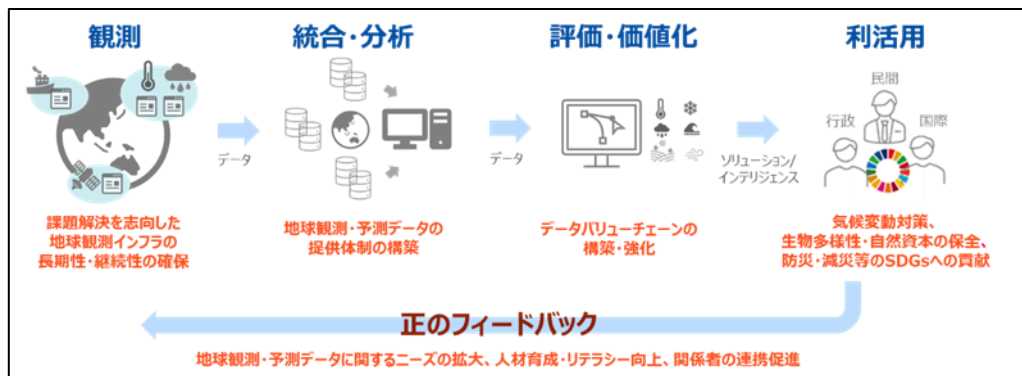 観測
統合・分析
評価・価値化
利活用
民間
行政
国際
データ
データ
ソリューション/
インテリジェンス
課題解決を志向した
地球観測インフラの
長期性・継続性の確保
地球観測・予測データの
提供体制の構築
データバリューチェーンの
構築・強化
気候変動対策、
生物多様性・自然資本の保全、
防災・減災等のSDGsへの貢献
正のフィードバック
地球観測・予測データに関するニーズの拡大、人材育成・リテラシー向上、関係者の連携促進